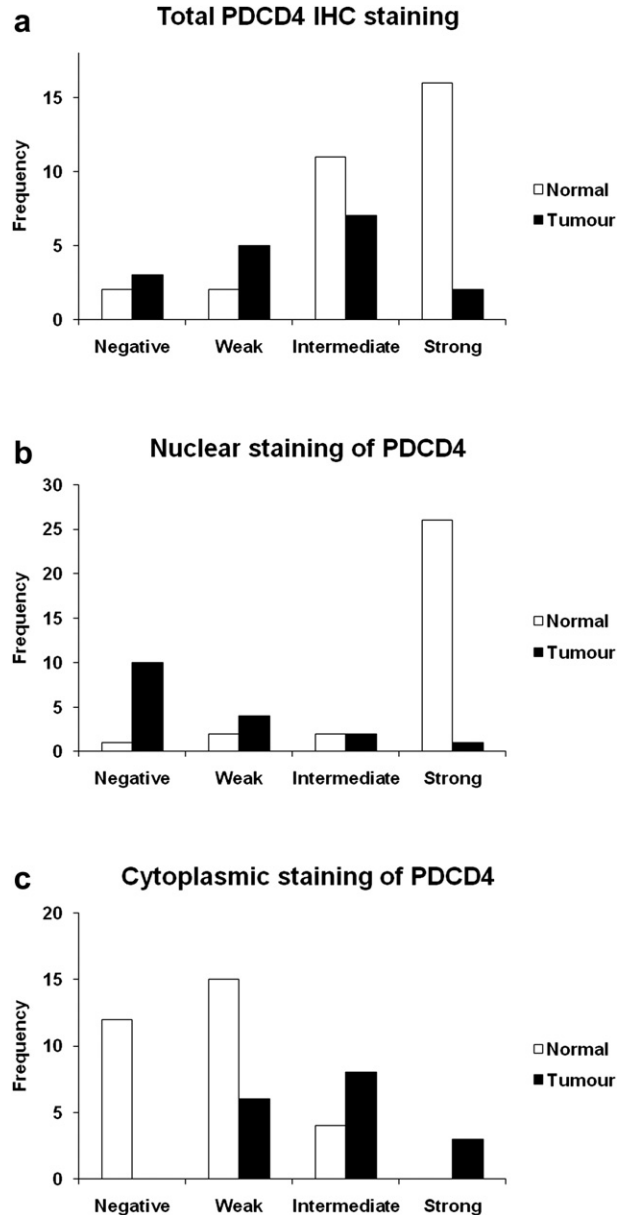 a
Total PDCD4 IHC staining
15
10
5
0
Frequency
Negative Weak Intermediate Strong
Normal
Tumour
b
Nuclear staining of PDCD4
30
25
20
15
10
5
0
Frequency
Negative Weak Intermediate Strong
Normal
Tumour
c
Cytoplasmic staining of PDCD4
20
15
10
5
0
Frequency
Negative Weak Intermediate Strong
Normal
Tumour